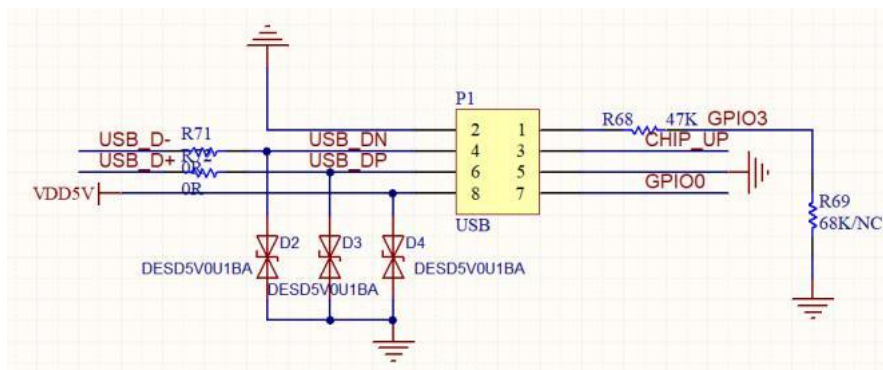 P1
R68 47K GPIO3
2 1
USB_D- R71 USB_DN 4 3 CHIP_UP
USB_D+ 0R USB_DP 6 5
VDD5V 0R 8 7 GPIO0
USB
R69
68K/NC
D2 D3 D4
DESD5V0U1BA DESD5V0U1BA
DESD5V0U1BA